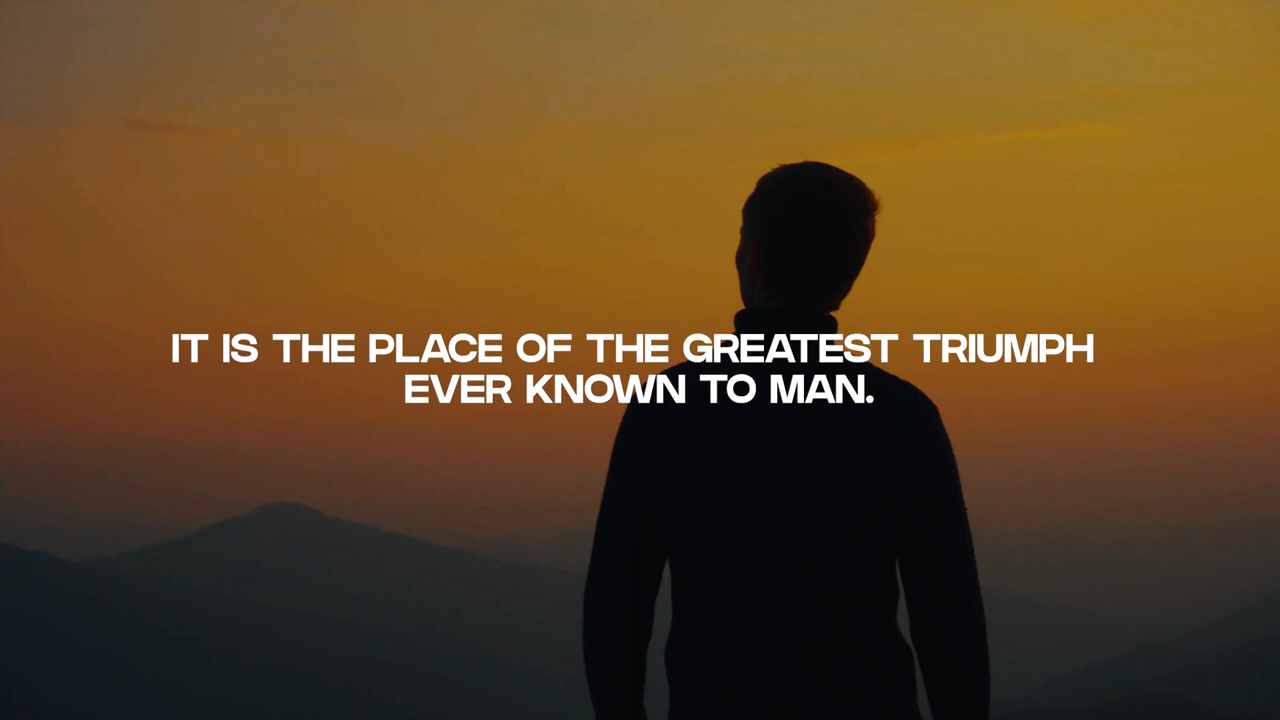 IT IS THE PLACE OF THE GREATEST TRIUMPH
EVER KNOWN TO MAN.